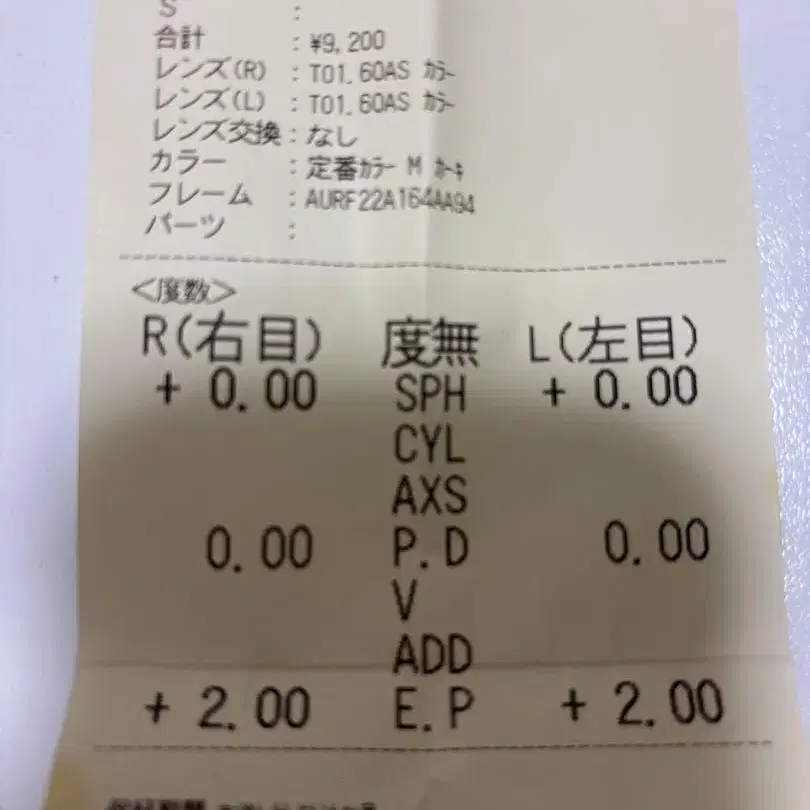 S :
合計 : ¥9,200
レンズ(R) : T01.60AS ｶﾗｰ
レンズ(L) : T01.60AS ｶﾗｰ
レンズ交換 : なし
カラー : 定番ｶﾗｰ M ｶｰｷ
フレーム : AURF22A164AA94
パーツ :
<度数>
R(右目) 度無 L(左目)
+ 0.00 SPH + 0.00
CYL
AXS
0.00 P.D 0.00
V
ADD
+ 2.00 E.P + 2.00